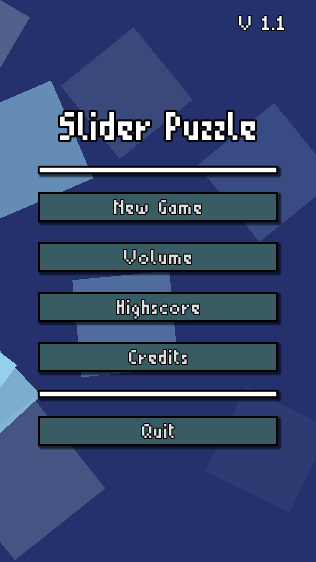 V 1.1
Slider Puzzle
New Game
Volume
Highscore
Credits
Quit